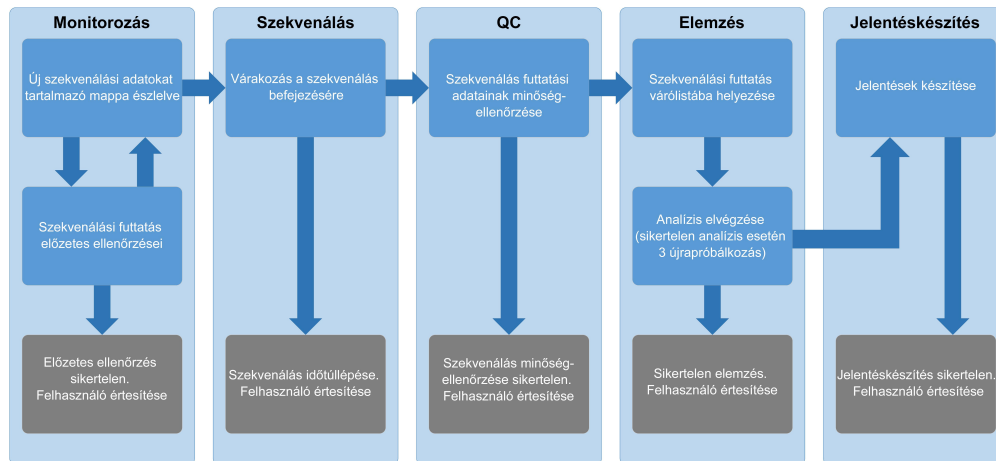 Monitorozás
Új szekvenálási adatokat
tartalmazó mappa észlelve
Szekvenálási futtatás
előzetes ellenőrzései
Előzetes ellenőrzés
sikertelen.
Felhasználó értesítése
Szekvenálás
Várakozás a szekvenálás
befejezésére
Szekvenálás időtúllépése.
Felhasználó értesítése
QC
Szekvenálás futtatási
adatainak minőség-
ellenőrzése
Szekvenálás minőség-
ellenőrzése sikertelen.
Felhasználó értesítése
Elemzés
Szekvenálási futtatás
várólistába helyezése
Analízis elvégzése
(sikertelen analízis esetén
3 újrapróbálkozás)
Sikertelen elemzés.
Felhasználó értesítése
Jelentéskészítés
Jelentések készítése
Jelentéskészítés sikertelen.
Felhasználó értesítése